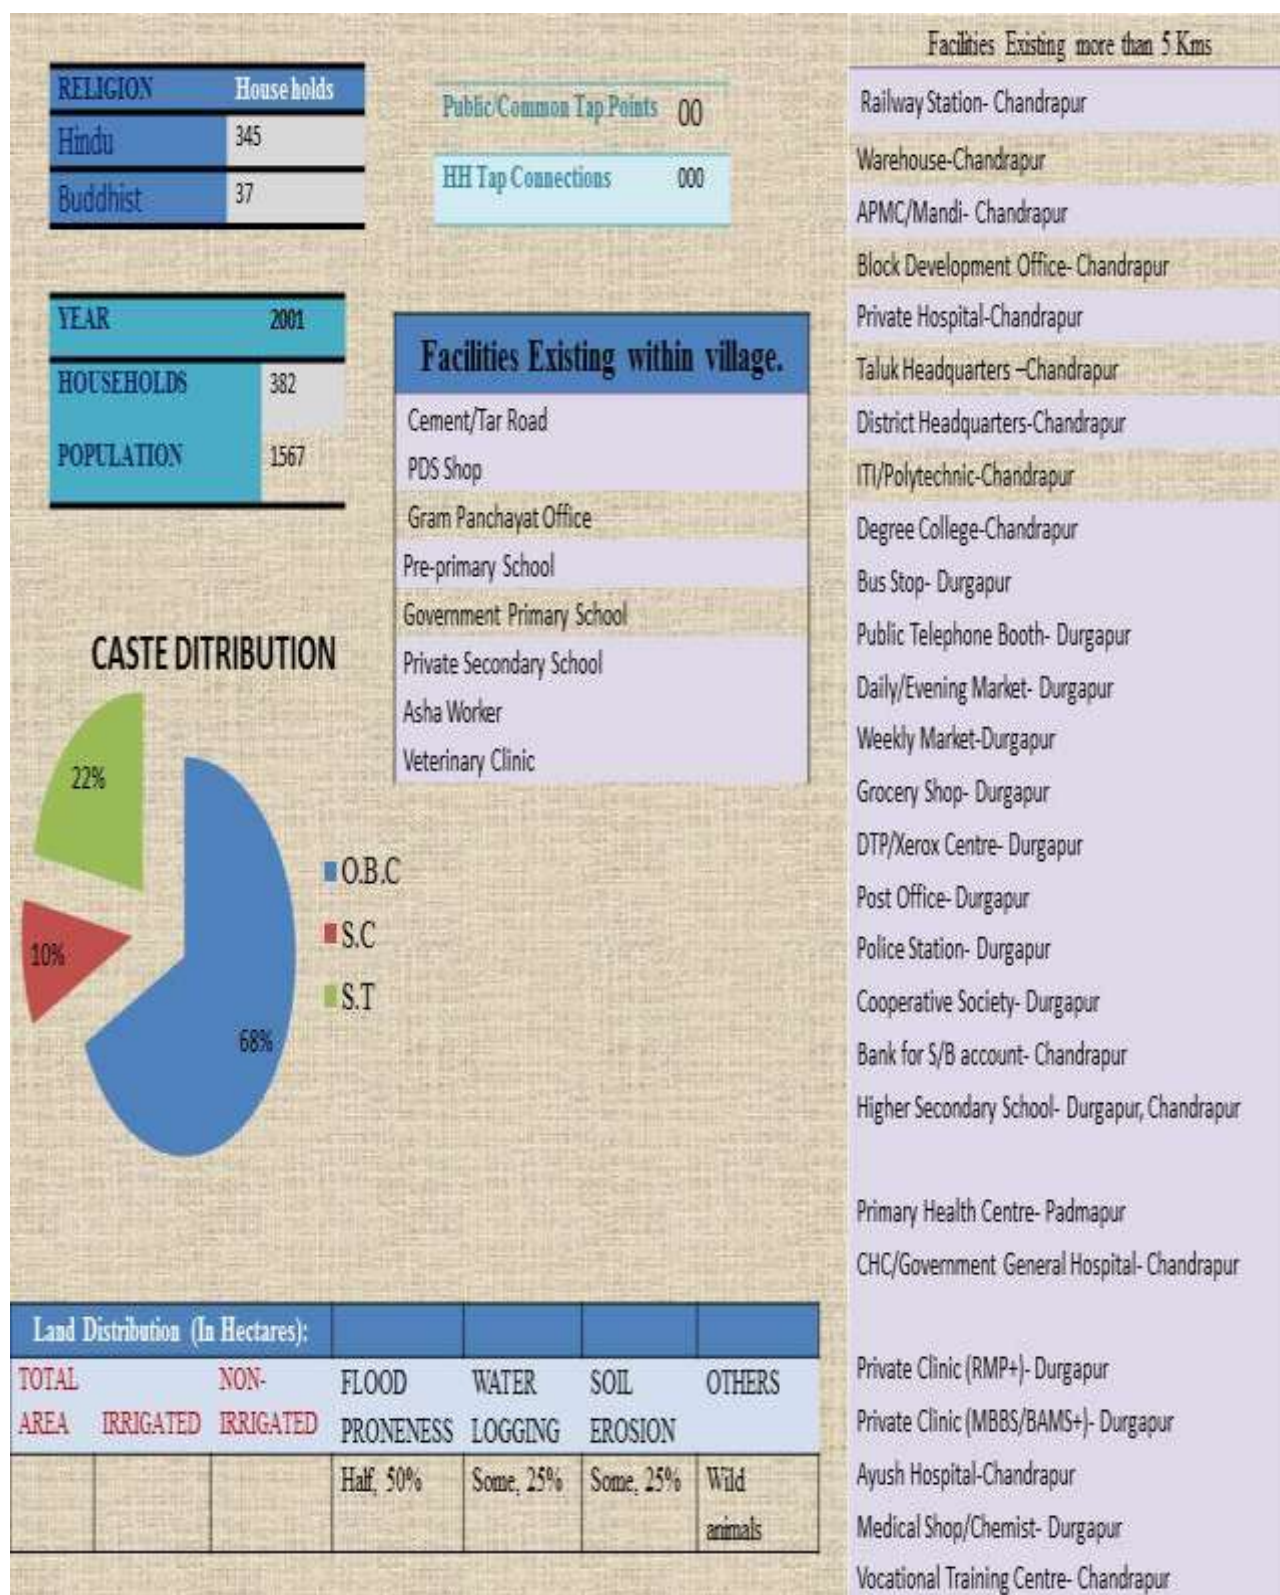 RELIGION Households
Hindu 345
Buddhist 37
Public/Common Tap Points 00
HH Tap Connections 000
YEAR 2001
HOUSEHOLDS 382
POPULATION 1567
Facilities Existing within village.
Cement/Tar Road
PDS Shop
Gram Panchayat Office
Pre-primary School
Government Primary School
Private Secondary School
Asha Worker
Veterinary Clinic
CASTE DITRIBUTION
22%
10%
68%
O.B.C
S.C
S.T
Land Distribution (In Hectares):
TOTAL NON- FLOOD WATER SOIL OTHERS
AREA IRRIGATED IRRIGATED PRONENESS LOGGING EROSION
Half, 50% Some, 25% Some, 25% Wild
animals
Facilities Existing more than 5 Kms
Railway Station- Chandrapur
Warehouse-Chandrapur
APMC/Mandi- Chandrapur
Block Development Office- Chandrapur
Private Hospital-Chandrapur
Taluk Headquarters –Chandrapur
District Headquarters-Chandrapur
ITI/Polytechnic-Chandrapur
Degree College-Chandrapur
Bus Stop- Durgapur
Public Telephone Booth- Durgapur
Daily/Evening Market- Durgapur
Weekly Market-Durgapur
Grocery Shop- Durgapur
DTP/Xerox Centre- Durgapur
Post Office- Durgapur
Police Station- Durgapur
Cooperative Society- Durgapur
Bank for S/B account- Chandrapur
Higher Secondary School- Durgapur, Chandrapur
Primary Health Centre- Padmapur
CHC/Government General Hospital- Chandrapur
Private Clinic (RMP+)- Durgapur
Private Clinic (MBBS/BAMS+)- Durgapur
Ayush Hospital-Chandrapur
Medical Shop/Chemist- Durgapur
Vocational Training Centre- Chandrapur